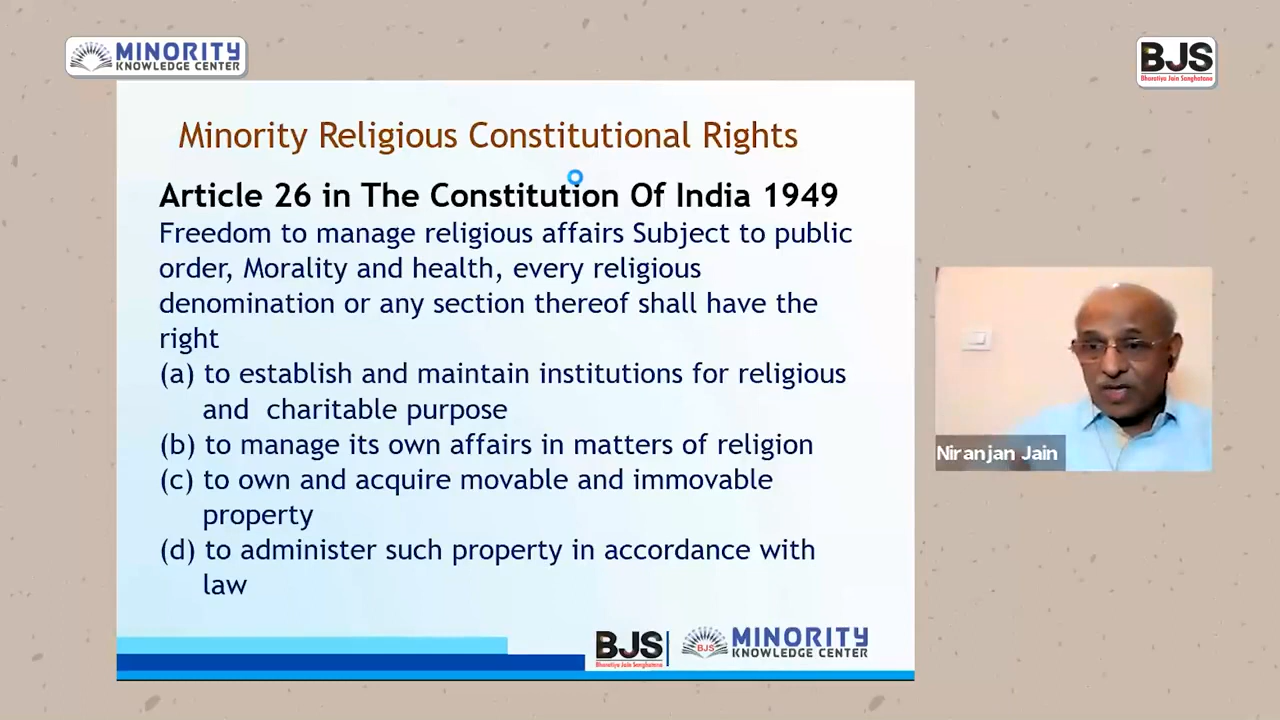 MINORITY
KNOWLEDGE CENTER
BJS
Bharatiya Jain Sanghatana
Minority Religious Constitutional Rights
Article 26 in The Constitution Of India 1949
Freedom to manage religious affairs Subject to public
order, Morality and health, every religious
denomination or any section thereof shall have the
right
(a) to establish and maintain institutions for religious
and charitable purpose
(b) to manage its own affairs in matters of religion
(c) to own and acquire movable and immovable
property
(d) to administer such property in accordance with
law
Niranjan Jain
BJS
Bharatiya Jain Sanghatana
BJS
MINORITY
KNOWLEDGE CENTER